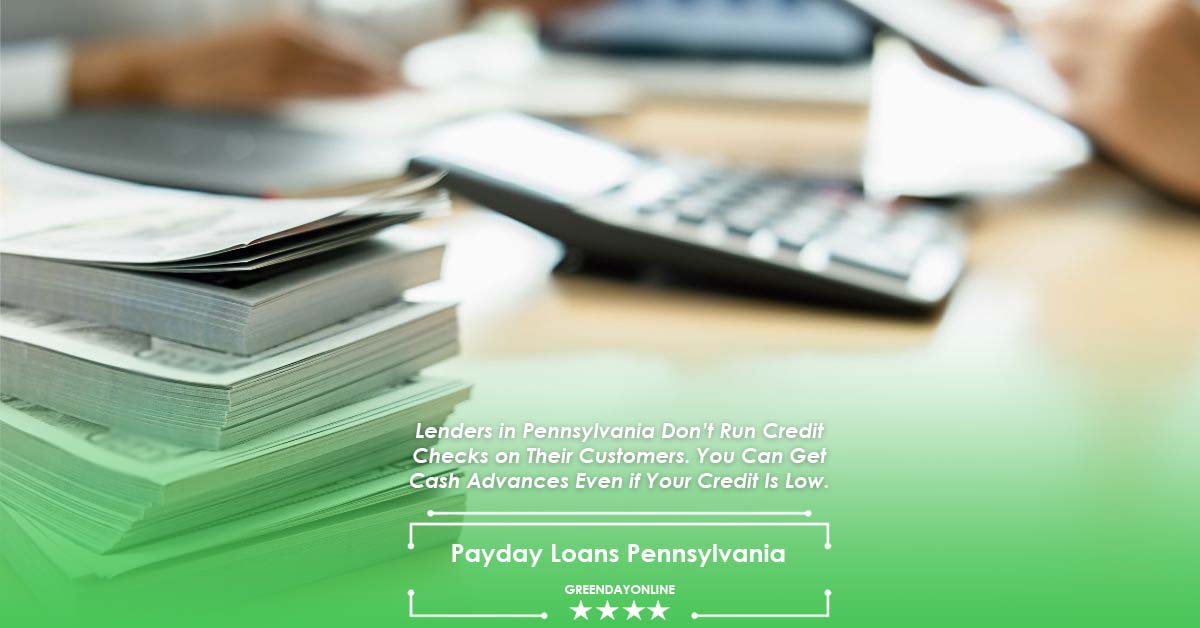 Lenders in Pennsylvania Don't Run Credit
Checks on Their Customers. You Can Get
Cash Advances Even if Your Credit Is Low.
Payday Loans Pennsylvania
GREENDAYONLINE